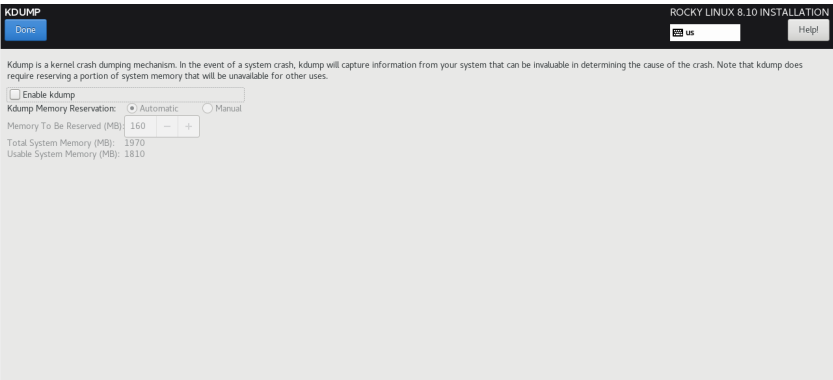 KDUMP
ROCKY LINUX 8.10 INSTALLATION
Done
us
Help!
Kdump is a kernel crash dumping mechanism. In the event of a system crash, kdump will capture information from your system that can be invaluable in determining the cause of the crash. Note that kdump does
require reserving a portion of system memory that will be unavailable for other uses.
Enable kdump
Kdump Memory Reservation: Automatic Manual
Memory To Be Reserved (MB): 160 − +
Total System Memory (MB): 1970
Usable System Memory (MB): 1810